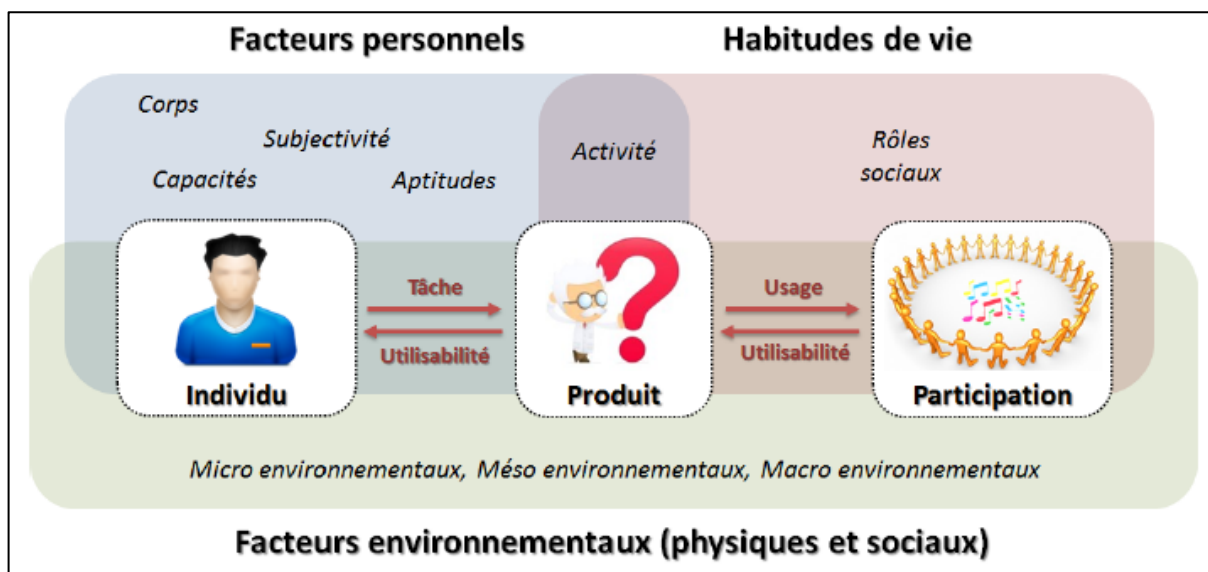 Facteurs personnels
Habitudes de vie
Corps
Subjectivité
Capacités
Aptitudes
Activité
Rôles
sociaux
Tâche
Utilisabilité
Usage
Utilisabilité
Individu
Produit
Participation
Micro environnementaux, Méso environnementaux, Macro environnementaux
Facteurs environnementaux (physiques et sociaux)